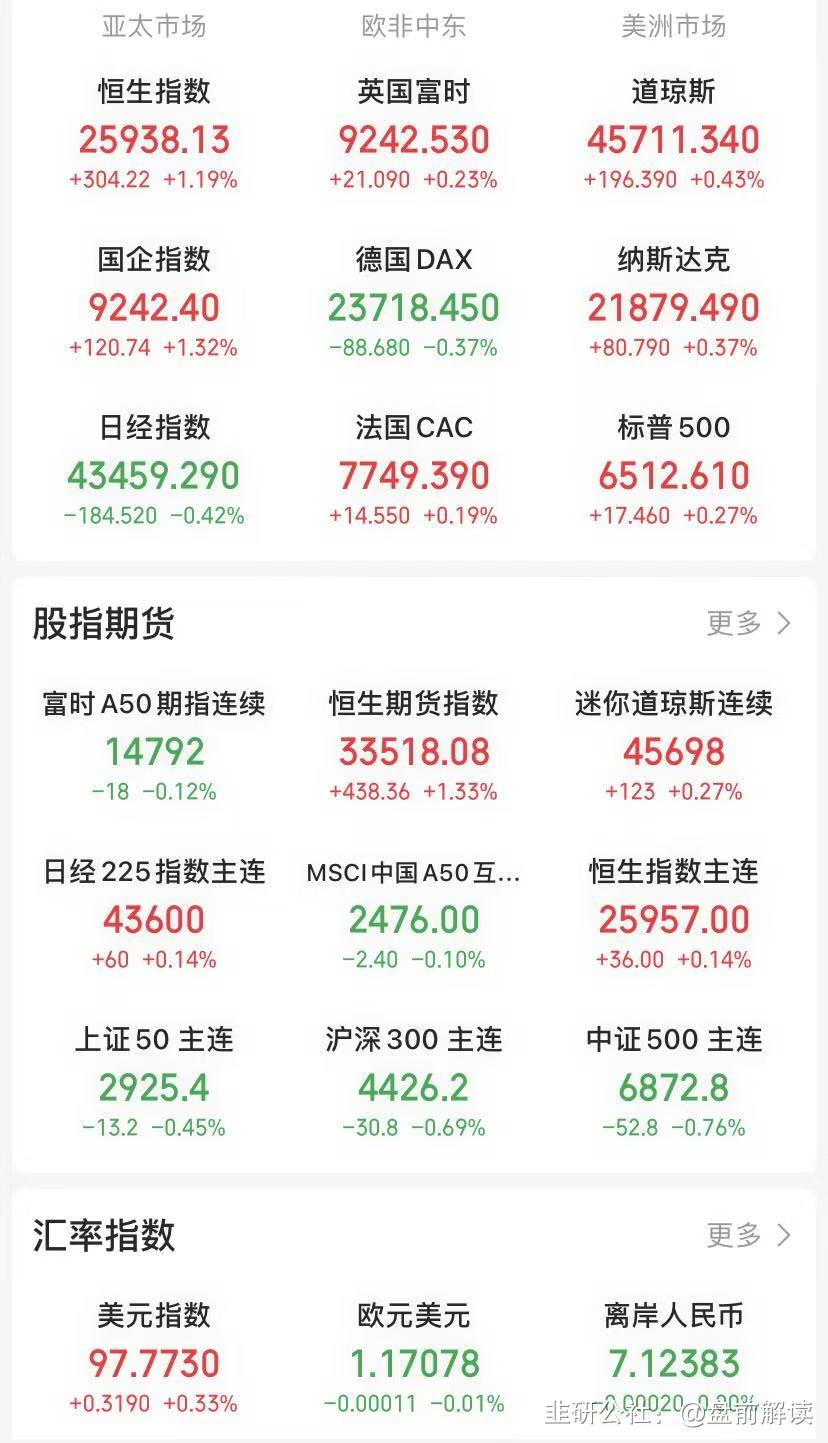 亚太市场 欧非中东 美洲市场
恒生指数 英国富时 道琼斯
25938.13 9242.530 45711.340
+304.22 +1.19% +21.090 +0.23% +196.390 +0.43%
国企指数 德国DAX 纳斯达克
9242.40 23718.450 21879.490
+120.74 +1.32% −88.680 −0.37% +80.790 +0.37%
日经指数 法国CAC 标普500
43459.290 7749.390 6512.610
−184.520 −0.42% +14.550 +0.19% +17.460 +0.27%
股指期货 更多
富时A50期指连续 恒生期货指数 迷你道琼斯连续
14792 33518.08 45698
−18 −0.12% +438.36 +1.33% +123 +0.27%
日经225指数主连 MSCI中国A50互... 恒生指数主连
43600 2476.00 25957.00
+60 +0.14% −2.40 −0.10% +36.00 +0.14%
上证50 主连 沪深300 主连 中证500 主连
2925.4 4426.2 6872.8
−13.2 −0.45% −30.8 −0.69% −52.8 −0.76%
汇率指数 更多
美元指数 欧元美元 离岸人民币
97.7730 1.17078 7.12383
+0.3190 +0.33% −0.00011 −0.01% −0.00020 0.00%
韭研公社：@盘前解读